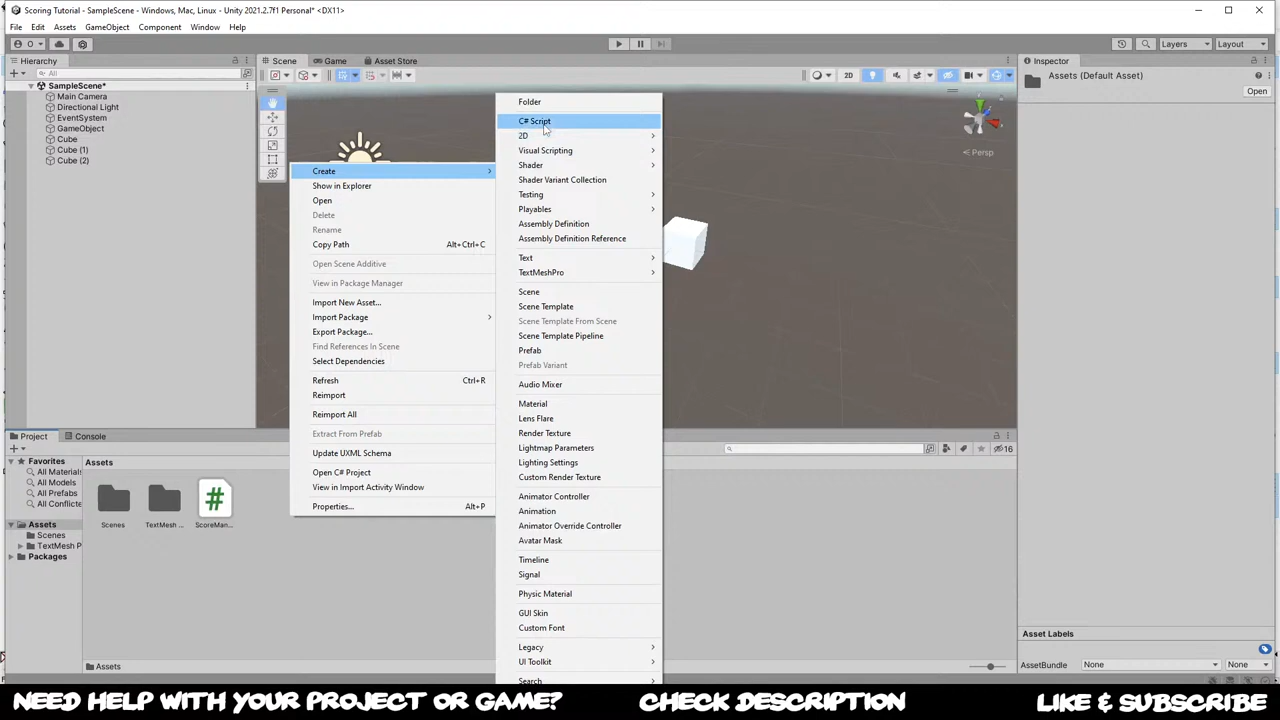 Scoring Tutorial - SampleScene - Windows, Mac, Linux - Unity 2021.2.7f1 Personal* <DX11>
File Edit Assets GameObject Component Window Help
Layers Layout
Hierarchy
Scene Game Asset Store
Inspector
All
2D
Assets (Default Asset)
Open
SampleScene*
Main Camera
Directional Light
EventSystem
GameObject
Cube
Cube (1)
Cube (2)
Persp
Create
Show in Explorer
Open
Delete
Rename
Copy Path Alt+Ctrl+C
Open Scene Additive
View in Package Manager
Import New Asset...
Import Package
Export Package...
Find References In Scene
Select Dependencies
Refresh Ctrl+R
Reimport
Reimport All
Extract From Prefab
Update UXML Schema
Open C# Project
View in Import Activity Window
Properties... Alt+P
Folder
C# Script
2D
Visual Scripting
Shader
Shader Variant Collection
Testing
Playables
Assembly Definition
Assembly Definition Reference
Text
TextMeshPro
Scene
Scene Template
Scene Template From Scene
Scene Template Pipeline
Prefab
Prefab Variant
Audio Mixer
Material
Lens Flare
Render Texture
Lightmap Parameters
Lighting Settings
Custom Render Texture
Animator Controller
Animation
Animator Override Controller
Avatar Mask
Timeline
Signal
Physic Material
GUI Skin
Custom Font
Legacy
UI Toolkit
Search
Project Console
16
Favorites
All Materials
All Models
All Prefabs
All Conflicte
Assets
Scenes
TextMesh P
Packages
Assets
Scenes TextMesh ... ScoreMan...
Assets
Asset Labels
AssetBundle None None
NEED HELP WITH YOUR PROJECT OR GAME? CHECK DESCRIPTION LIKE & SUBSCRIBE